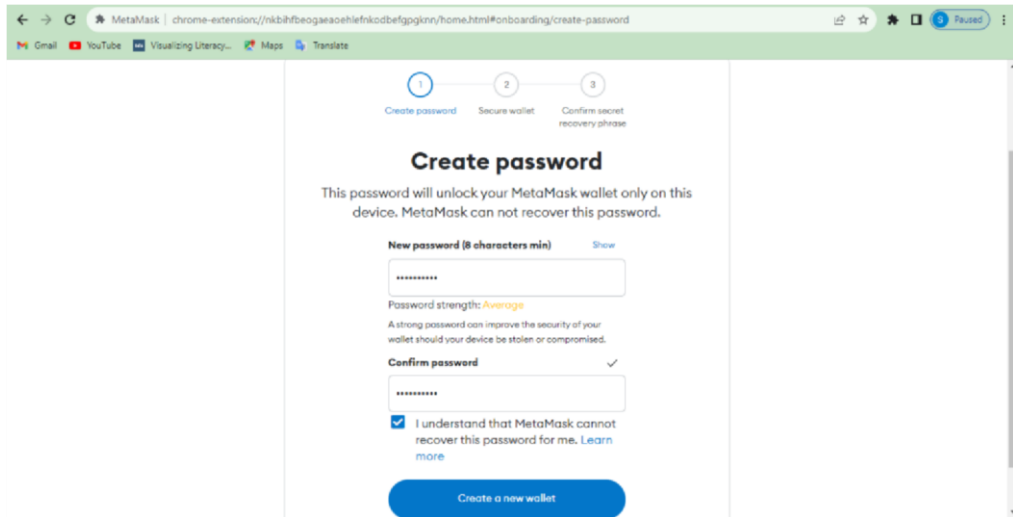 MetaMask | chrome-extension://nkbihfbeogaeaoehlefnkodbefgpgknn/home.html#onboarding/create-password
S Paused
Gmail YouTube Visualizing Literacy... Maps Translate
1 2 3
Create password Secure wallet Confirm secret
recovery phrase
Create password
This password will unlock your MetaMask wallet only on this
device. MetaMask can not recover this password.
New password (8 characters min) Show
••••••••••
Password strength: Average
A strong password can improve the security of your
wallet should your device be stolen or compromised.
Confirm password
••••••••••
I understand that MetaMask cannot
recover this password for me. Learn
more
Create a new wallet